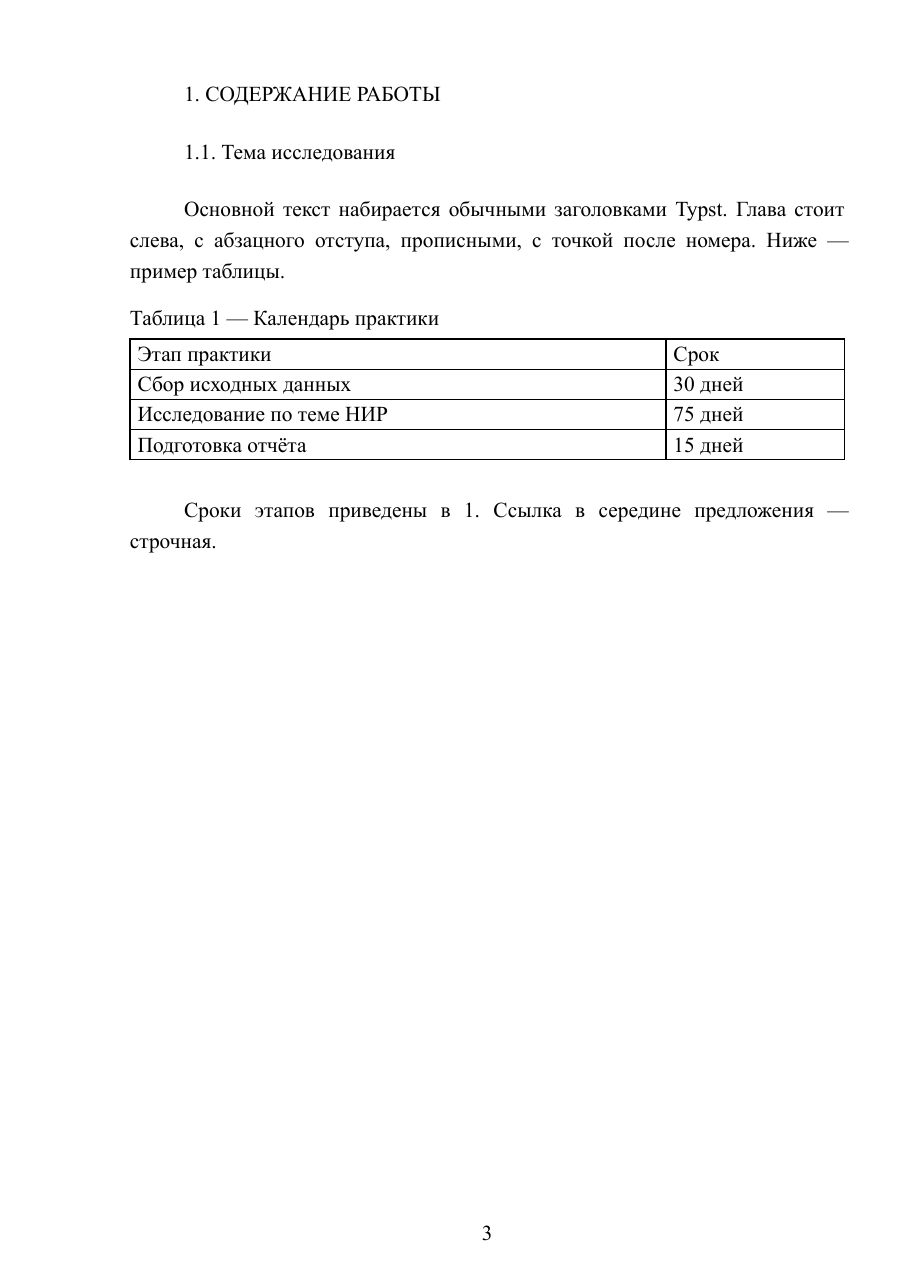 1. СОДЕРЖАНИЕ РАБОТЫ
1.1. Тема исследования
Основной текст набирается обычными заголовками Typst. Глава стоит
слева, с абзацного отступа, прописными, с точкой после номера. Ниже —
пример таблицы.
Таблица 1 — Календарь практики
Этап практики Срок
Сбор исходных данных 30 дней
Исследование по теме НИР 75 дней
Подготовка отчёта 15 дней
Сроки этапов приведены в 1. Ссылка в середине предложения —
строчная.
3